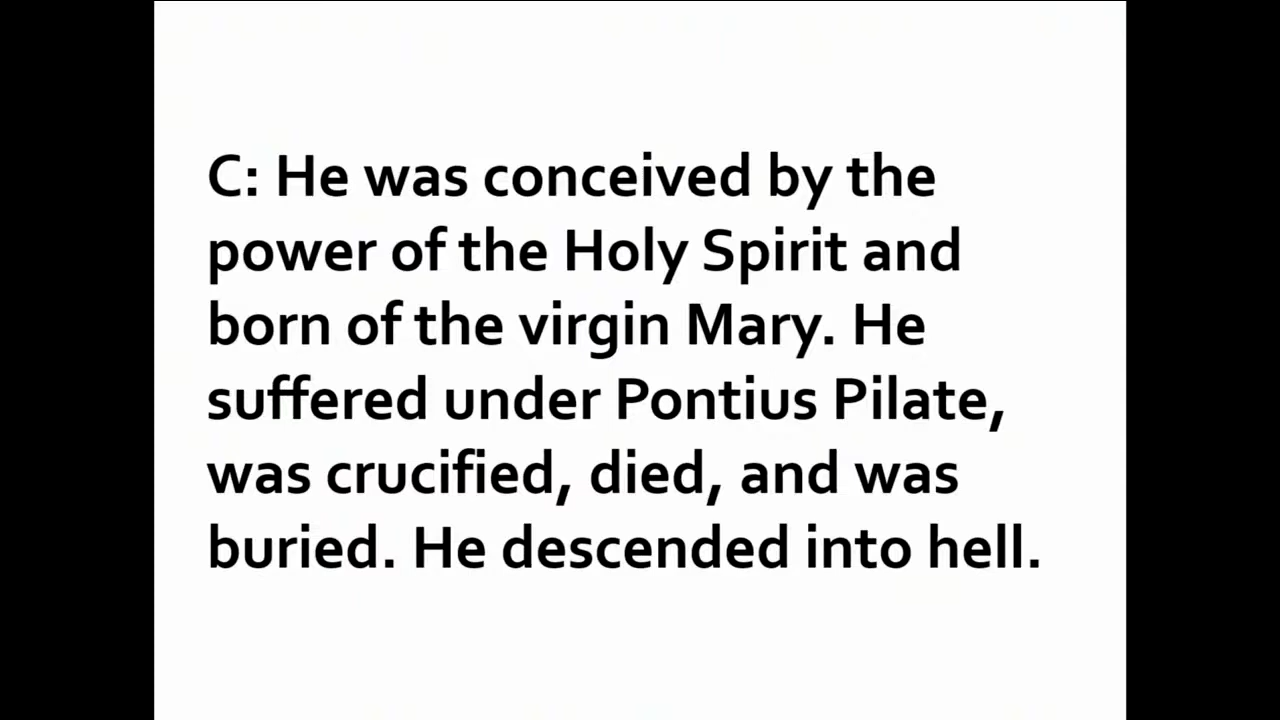 C: He was conceived by the
power of the Holy Spirit and
born of the virgin Mary. He
suffered under Pontius Pilate,
was crucified, died, and was
buried. He descended into hell.